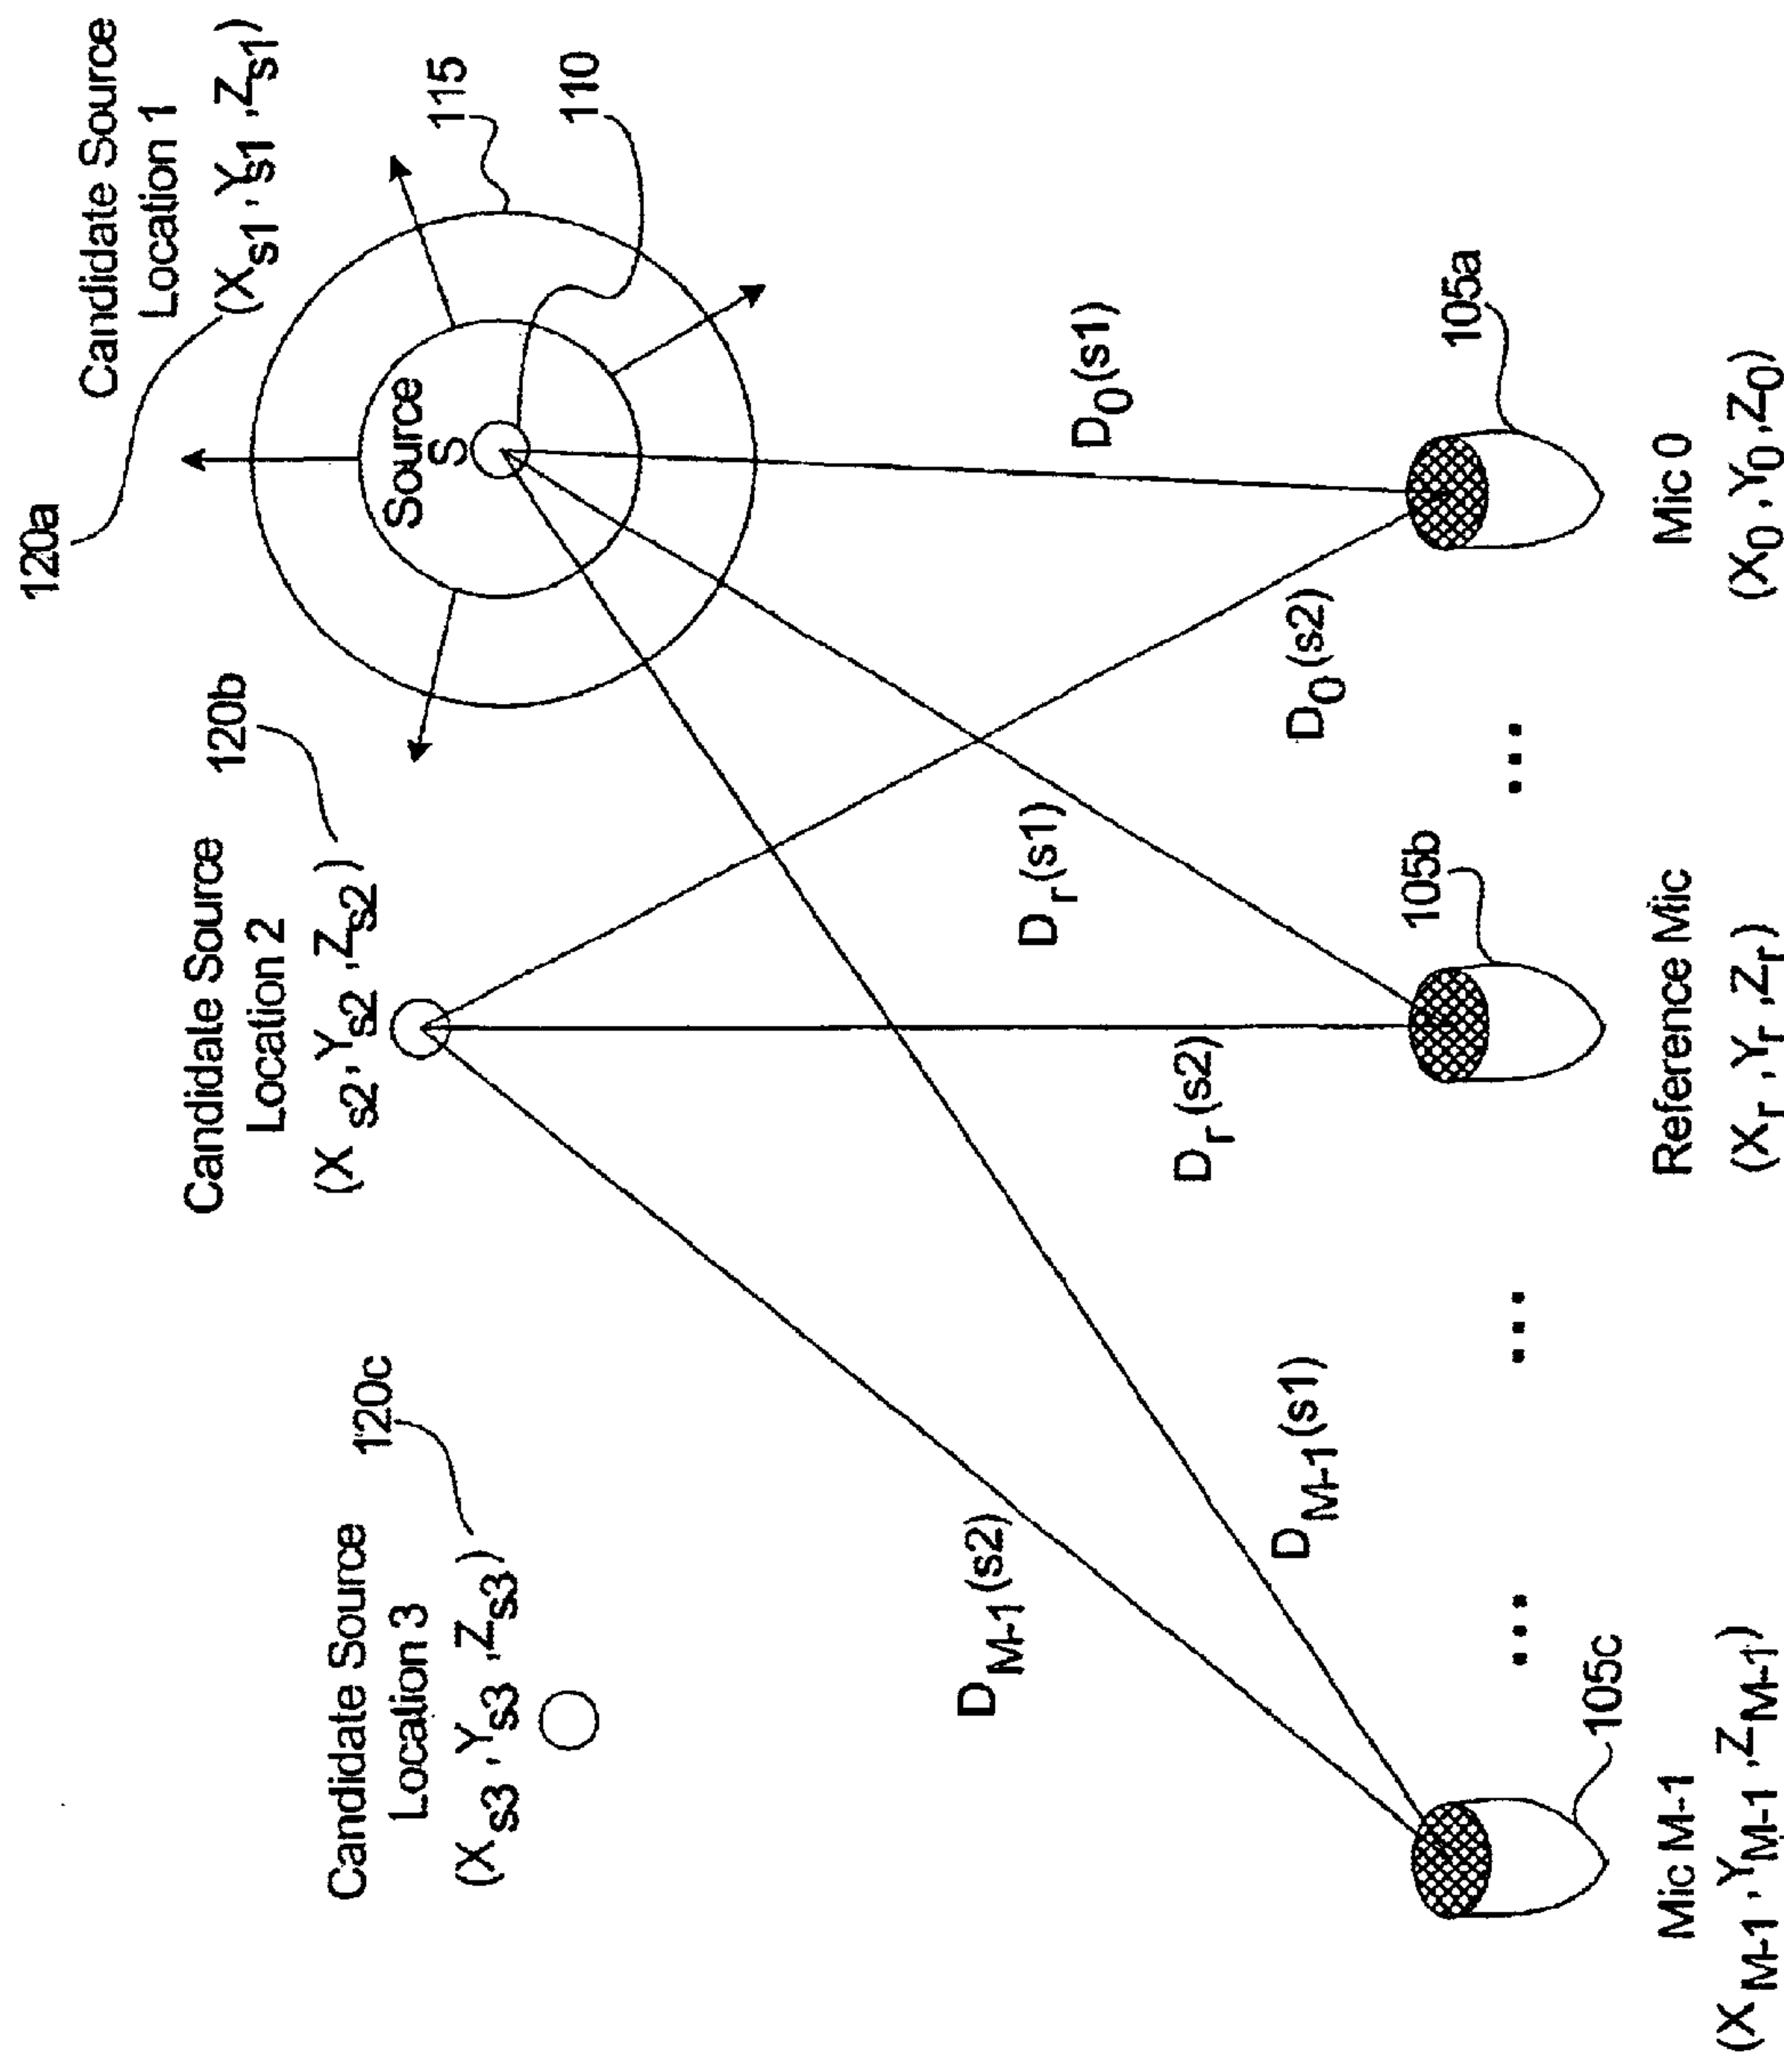 120a
Candidate Source
Location 1
(X_s1, Y_s1, Z_s1)
115
110
Source
S
120b
Candidate Source
Location 2
(X_s2, Y_s2, Z_s2)
120c
Candidate Source
Location 3
(X_s3, Y_s3, Z_s3)
D_M-1(s2)
D_M-1(s1)
D_r(s2)
D_r(s1)
D_0(s2)
D_0(s1)
105c
...
...
105b
...
105a
Mic M-1
(X_M-1, Y_M-1, Z_M-1)
Reference Mic
(X_r, Y_r, Z_r)
Mic 0
(X_0, Y_0, Z_0)